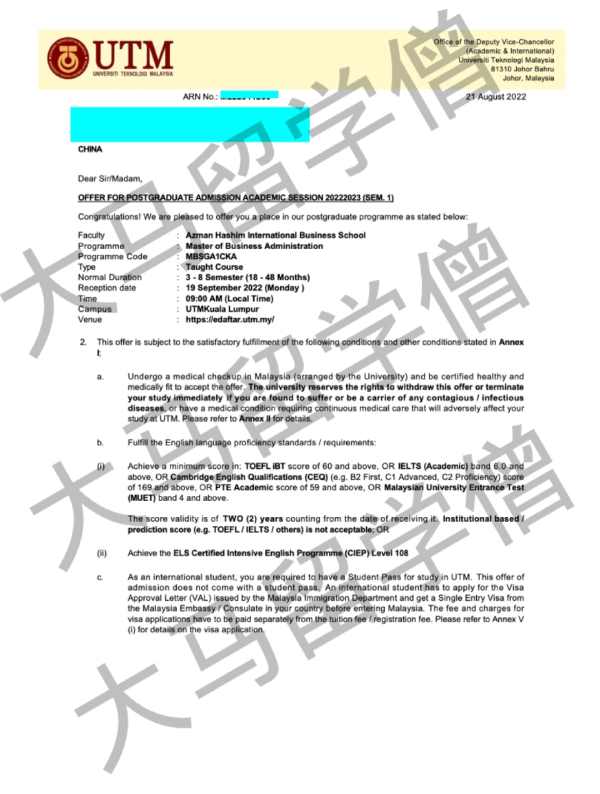 UTM
UNIVERSITI TEKNOLOGI MALAYSIA
Office of the Deputy Vice-Chancellor
(Academic & International)
Universiti Teknologi Malaysia
81310 Johor Bahru
Johor, Malaysia
ARN No.:
21 August 2022
CHINA
Dear Sir/Madam,
OFFER FOR POSTGRADUATE ADMISSION ACADEMIC SESSION 20222023 (SEM. 1)
Congratulations! We are pleased to offer you a place in our postgraduate programme as stated below:
Faculty : Azman Hashim International Business School
Programme : Master of Business Administration
Programme Code : MBSGA1CKA
Type : Taught Course
Normal Duration : 3 - 8 Semester (18 - 48 Months)
Reception date : 19 September 2022 (Monday )
Time : 09:00 AM (Local Time)
Campus : UTMKuala Lumpur
Venue : https://edaftar.utm.my/
2. This offer is subject to the satisfactory fulfillment of the following conditions and other conditions stated in Annex
I;
a. Undergo a medical checkup in Malaysia (arranged by the University) and be certified healthy and
medically fit to accept the offer. The university reserves the rights to withdraw this offer or terminate
your study immediately if you are found to suffer or be a carrier of any contagious / infectious
diseases, or have a medical condition requiring continuous medical care that will adversely affect your
study at UTM. Please refer to Annex II for details.
b. Fulfill the English language proficiency standards / requirements:
(i) Achieve a minimum score in: TOEFL iBT score of 60 and above, OR IELTS (Academic) band 6.0 and
above, OR Cambridge English Qualifications (CEQ) (e.g. B2 First, C1 Advanced, C2 Proficiency) score
of 169 and above, OR PTE Academic score of 59 and above, OR Malaysian University Entrance Test
(MUET) band 4 and above.
The score validity is of TWO (2) years counting from the date of receiving it. Institutional based /
prediction score (e.g. TOEFL / IELTS / others) is not acceptable; OR
(ii) Achieve the ELS Certified Intensive English Programme (CIEP) Level 108
c. As an international student, you are required to have a Student Pass for study in UTM. This offer of
admission does not come with a student pass. An international student has to apply for the Visa
Approval Letter (VAL) issued by the Malaysia Immigration Department and get a Single Entry Visa from
the Malaysia Embassy / Consulate in your country before entering Malaysia. The fee and charges for
visa applications have to be paid separately from the tuition fee / registration fee. Please refer to Annex V
(i) for details on the visa application.
大马留学僧
大马留学僧
大马留学僧